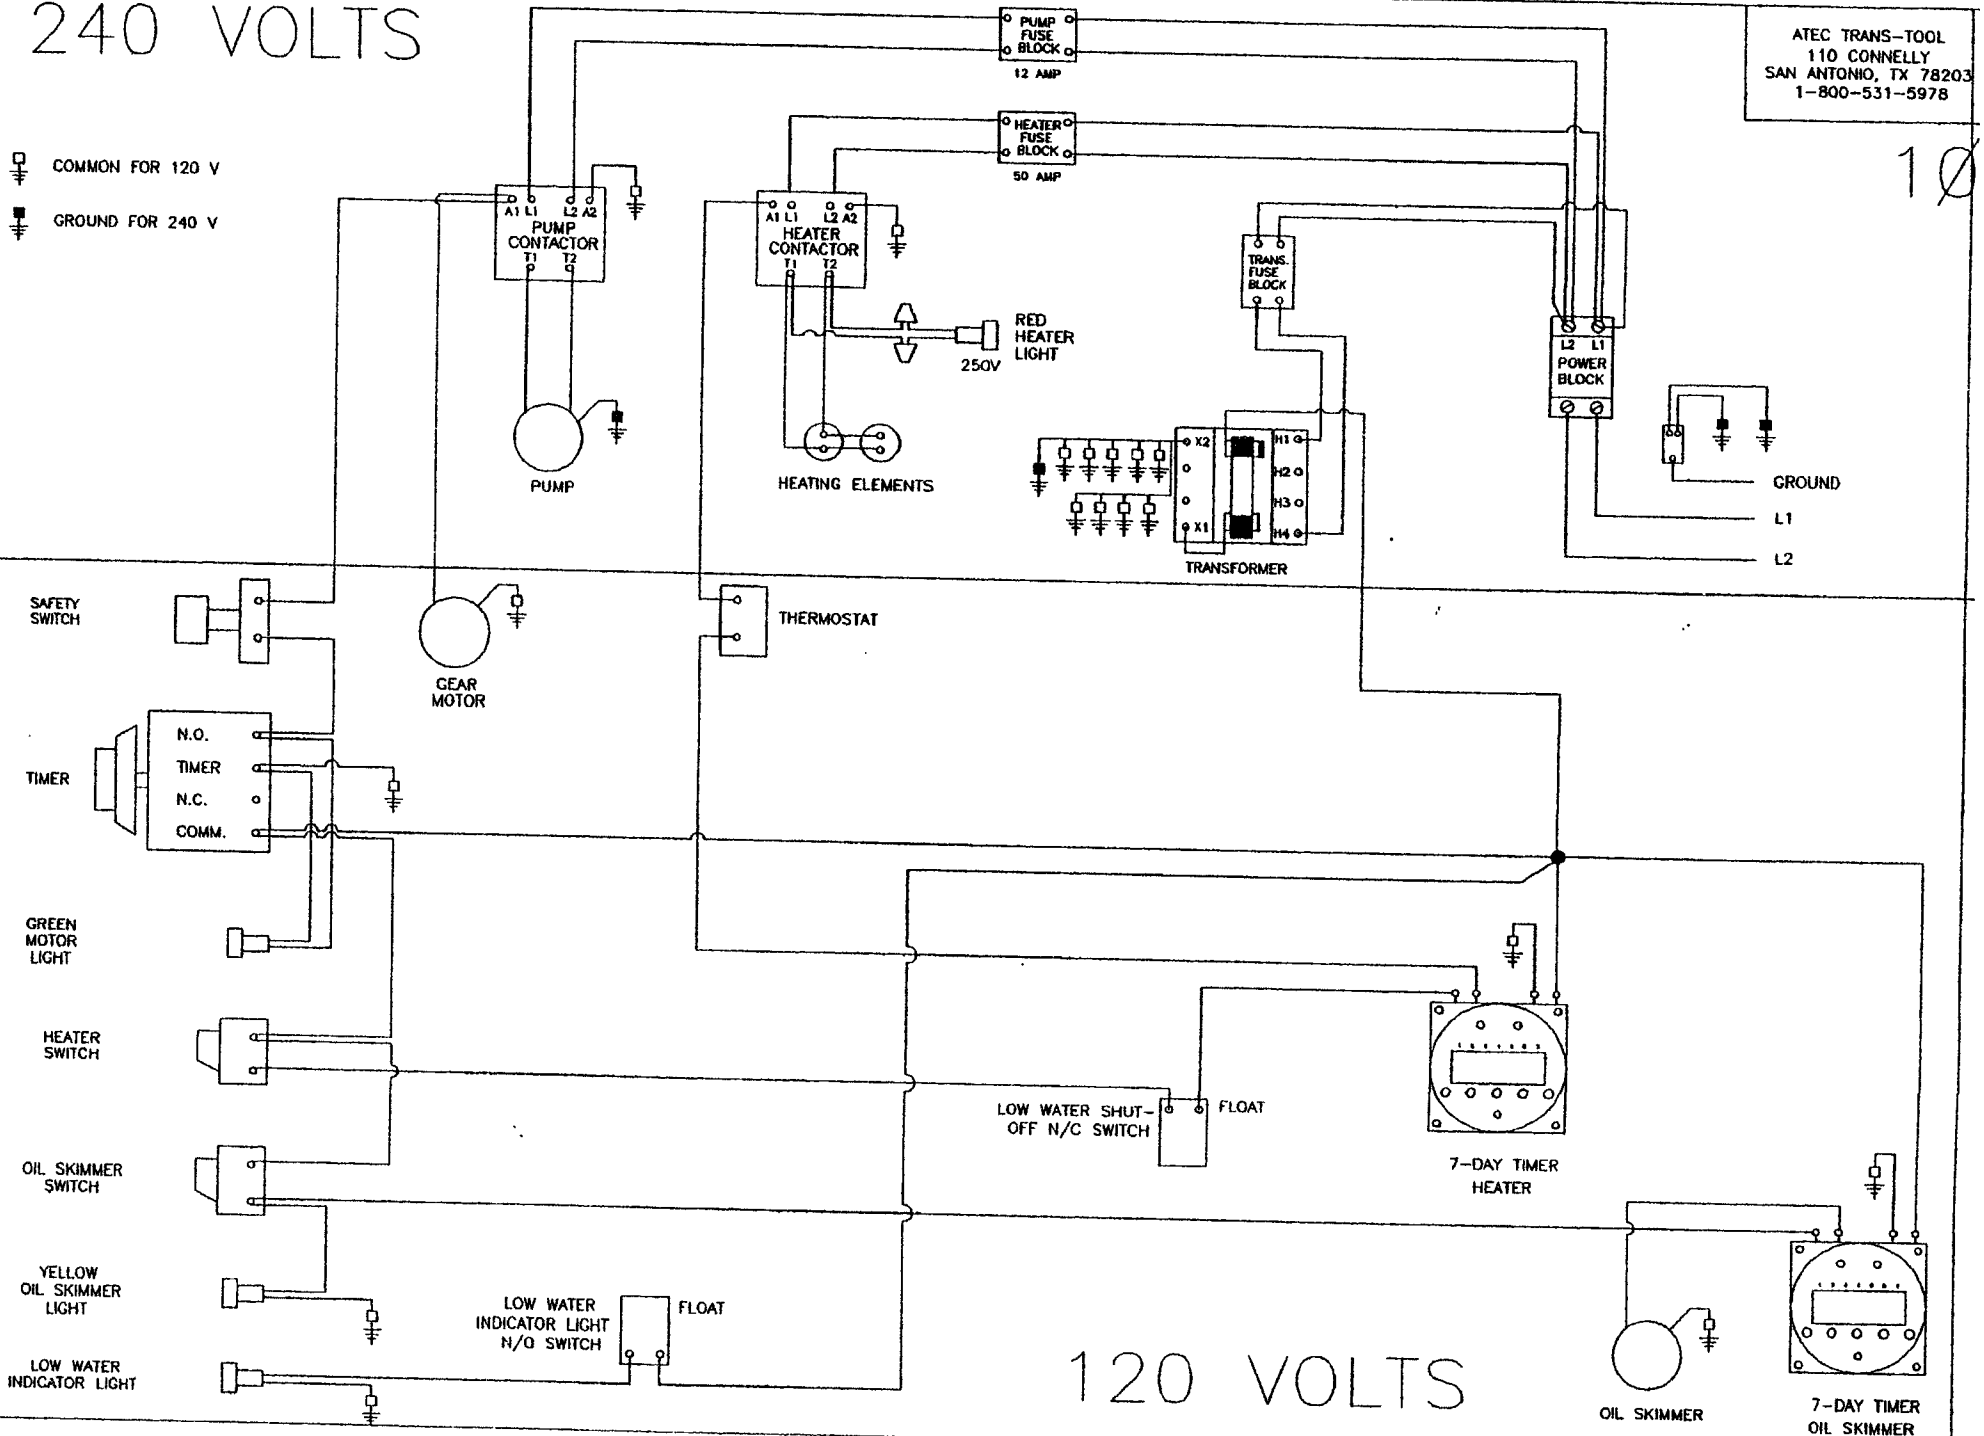 240 VOLTS
COMMON FOR 120 V
GROUND FOR 240 V
PUMP
FUSE
BLOCK
12 AMP
HEATER
FUSE
BLOCK
50 AMP
ATEC TRANS-TOOL
110 CONNELLY
SAN ANTONIO, TX 78203
1-800-531-5978
1Ø
A1 L1 L2 A2
PUMP
CONTACTOR
T1 T2
A1 L1 L2 A2
HEATER
CONTACTOR
T1 T2
TRANS.
FUSE
BLOCK
RED
HEATER
LIGHT
250V
L2 L1
POWER
BLOCK
PUMP
HEATING ELEMENTS
X2
X1
H1
H2
H3
H4
TRANSFORMER
GROUND
L1
L2
SAFETY
SWITCH
GEAR
MOTOR
THERMOSTAT
TIMER
N.O.
TIMER
N.C.
COMM.
GREEN
MOTOR
LIGHT
HEATER
SWITCH
LOW WATER SHUT-
OFF N/C SWITCH
FLOAT
7-DAY TIMER
HEATER
OIL SKIMMER
SWITCH
YELLOW
OIL SKIMMER
LIGHT
LOW WATER
INDICATOR LIGHT
N/O SWITCH
FLOAT
LOW WATER
INDICATOR LIGHT
120 VOLTS
OIL SKIMMER
7-DAY TIMER
OIL SKIMMER